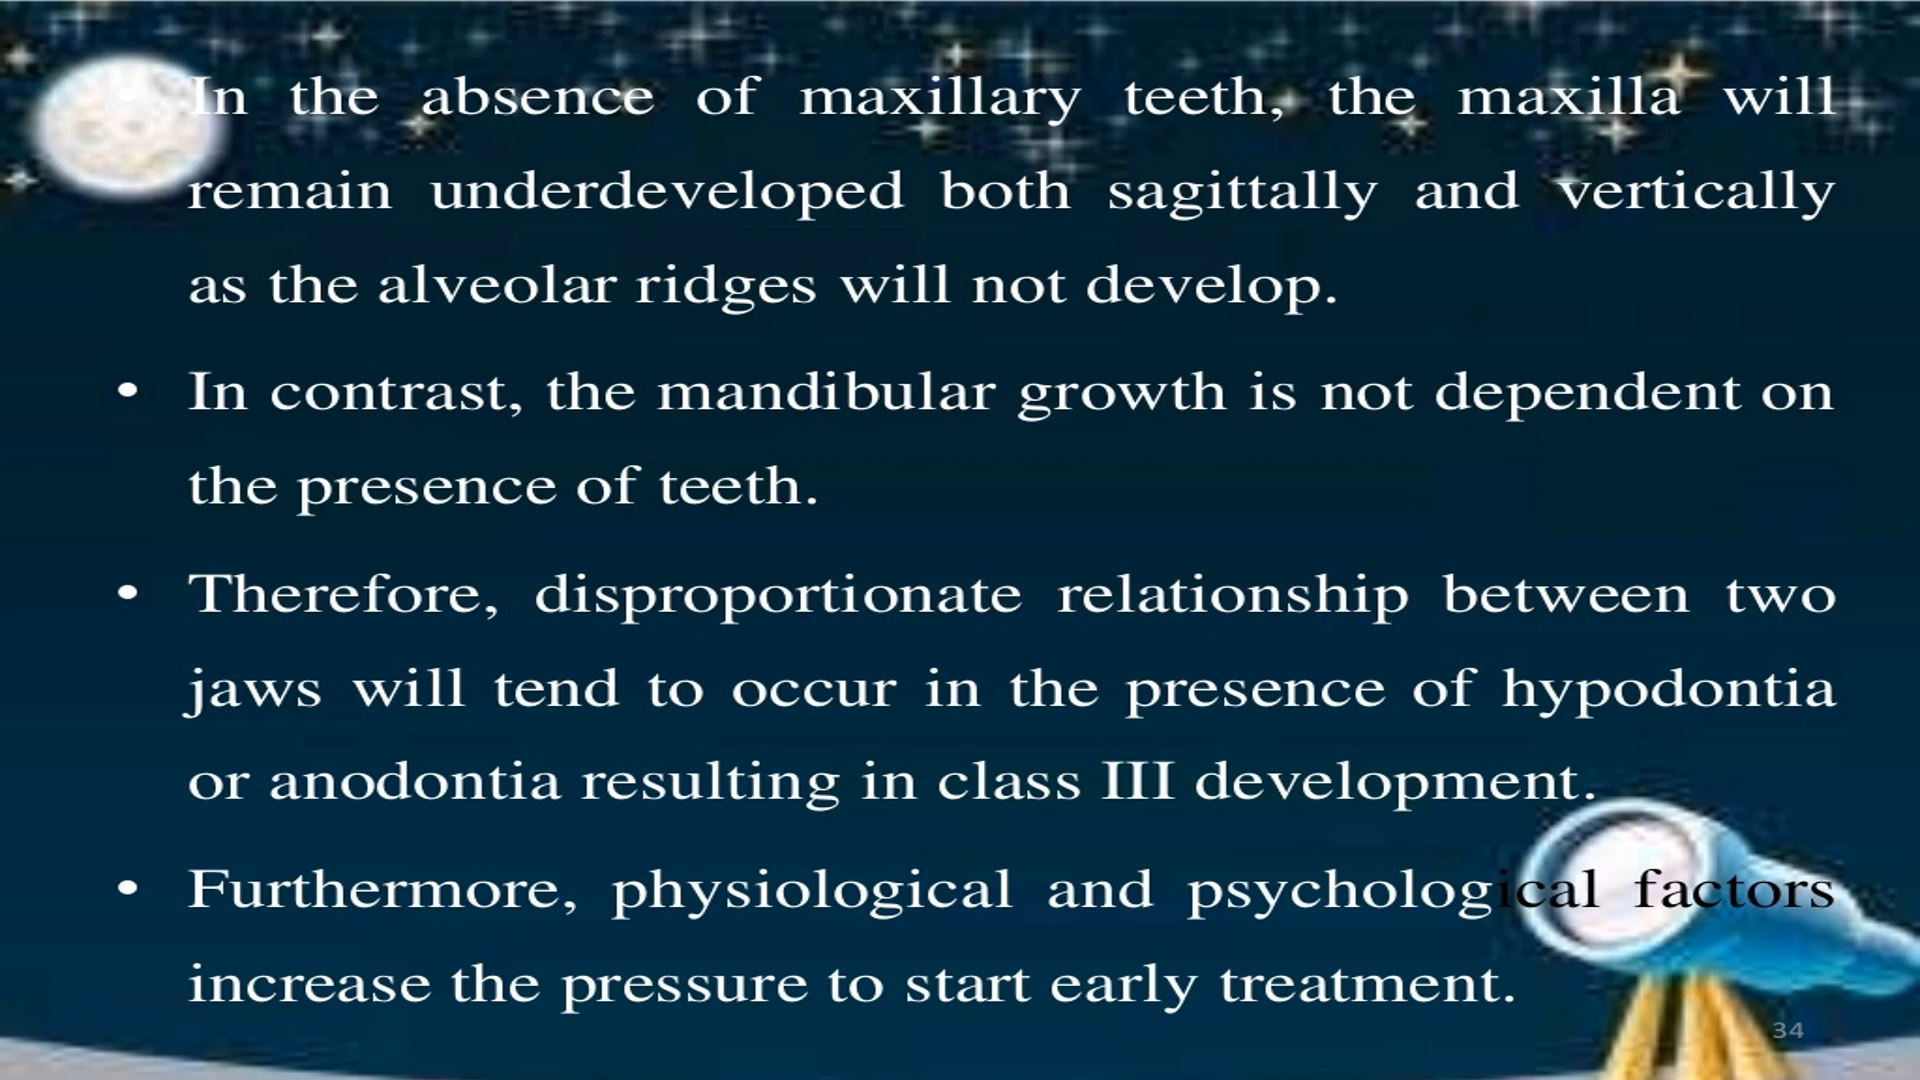 • In the absence of maxillary teeth, the maxilla will
remain underdeveloped both sagittally and vertically
as the alveolar ridges will not develop.
• In contrast, the mandibular growth is not dependent on
the presence of teeth.
• Therefore, disproportionate relationship between two
jaws will tend to occur in the presence of hypodontia
or anodontia resulting in class III development.
• Furthermore, physiological and psychological factors
increase the pressure to start early treatment.
34